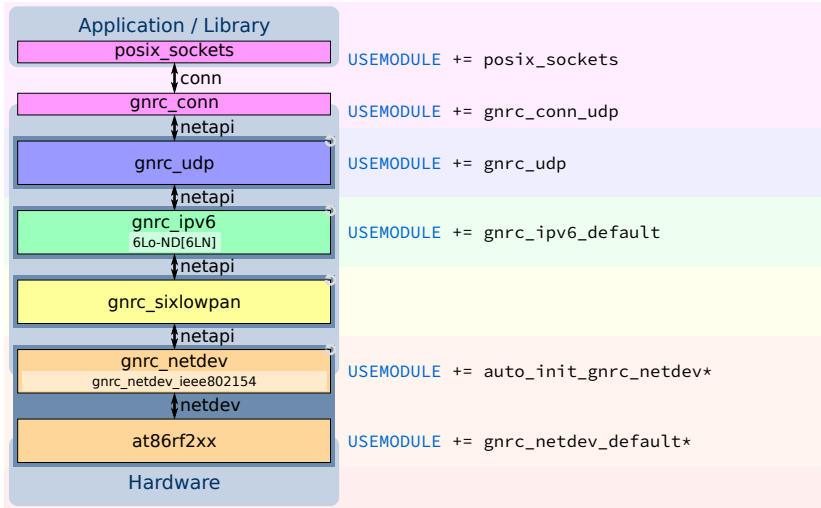 Application / Library
posix_sockets
USEMODULE += posix_sockets
conn
gnrc_conn
USEMODULE += gnrc_conn_udp
netapi
gnrc_udp
USEMODULE += gnrc_udp
netapi
gnrc_ipv6
6Lo-ND[6LN]
USEMODULE += gnrc_ipv6_default
netapi
gnrc_sixlowpan
netapi
gnrc_netdev
gnrc_netdev_ieee802154
USEMODULE += auto_init_gnrc_netdev*
netdev
at86rf2xx
USEMODULE += gnrc_netdev_default*
Hardware